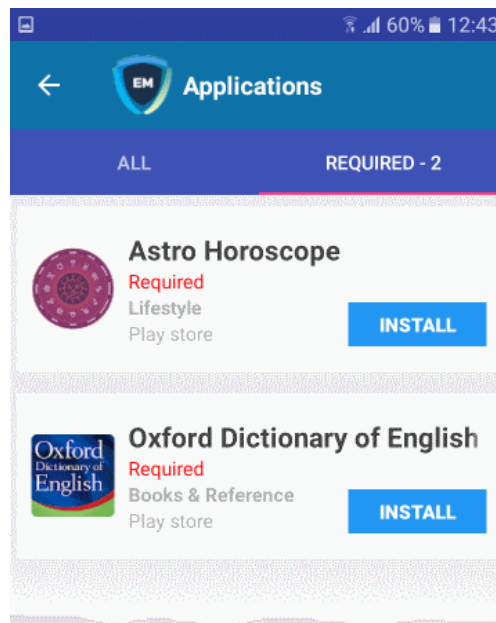 60% 12:43
EM Applications
ALL REQUIRED - 2
Astro Horoscope
Required
Lifestyle
Play store
INSTALL
Oxford
Dictionary of
English
Oxford Dictionary of English
Required
Books & Reference
Play store
INSTALL